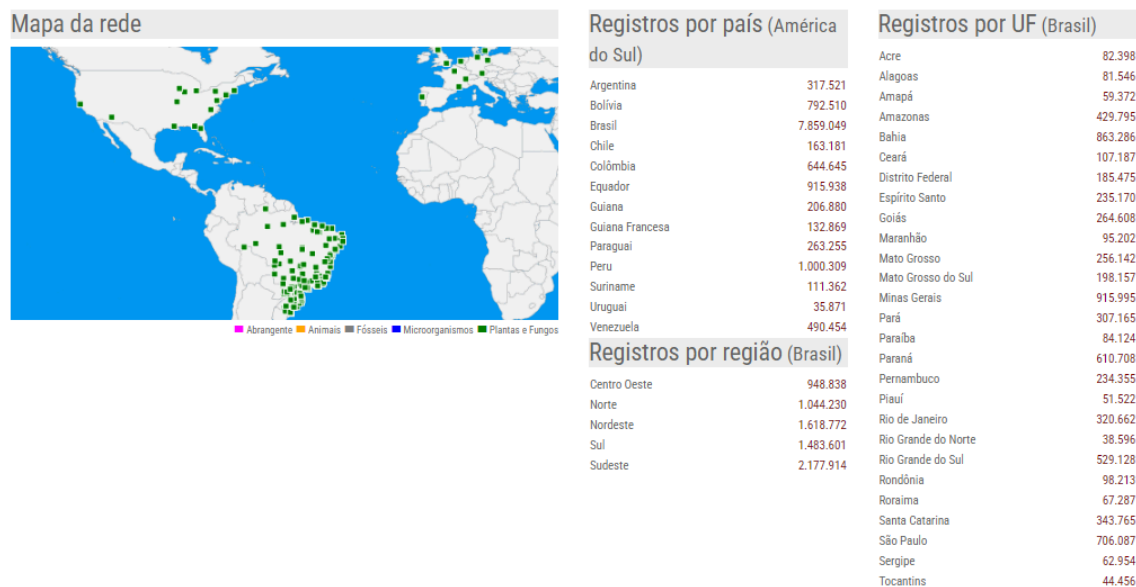 Mapa da rede
Abrangente Animais Fósseis Microorganismos Plantas e Fungos
Registros por país (América
do Sul)
Argentina 317.521
Bolívia 792.510
Brasil 7.859.049
Chile 163.181
Colômbia 644.645
Equador 915.938
Guiana 206.880
Guiana Francesa 132.869
Paraguai 263.255
Peru 1.000.309
Suriname 111.362
Uruguai 35.871
Venezuela 490.454
Registros por região (Brasil)
Centro Oeste 948.838
Norte 1.044.230
Nordeste 1.618.772
Sul 1.483.601
Sudeste 2.177.914
Registros por UF (Brasil)
Acre 82.398
Alagoas 81.546
Amapá 59.372
Amazonas 429.795
Bahia 863.286
Ceará 107.187
Distrito Federal 185.475
Espírito Santo 235.170
Goiás 264.608
Maranhão 95.202
Mato Grosso 256.142
Mato Grosso do Sul 198.157
Minas Gerais 915.995
Pará 307.165
Paraíba 84.124
Paraná 610.708
Pernambuco 234.355
Piauí 51.522
Rio de Janeiro 320.662
Rio Grande do Norte 38.596
Rio Grande do Sul 529.128
Rondônia 98.213
Roraima 67.287
Santa Catarina 343.765
São Paulo 706.087
Sergipe 62.954
Tocantins 44.456